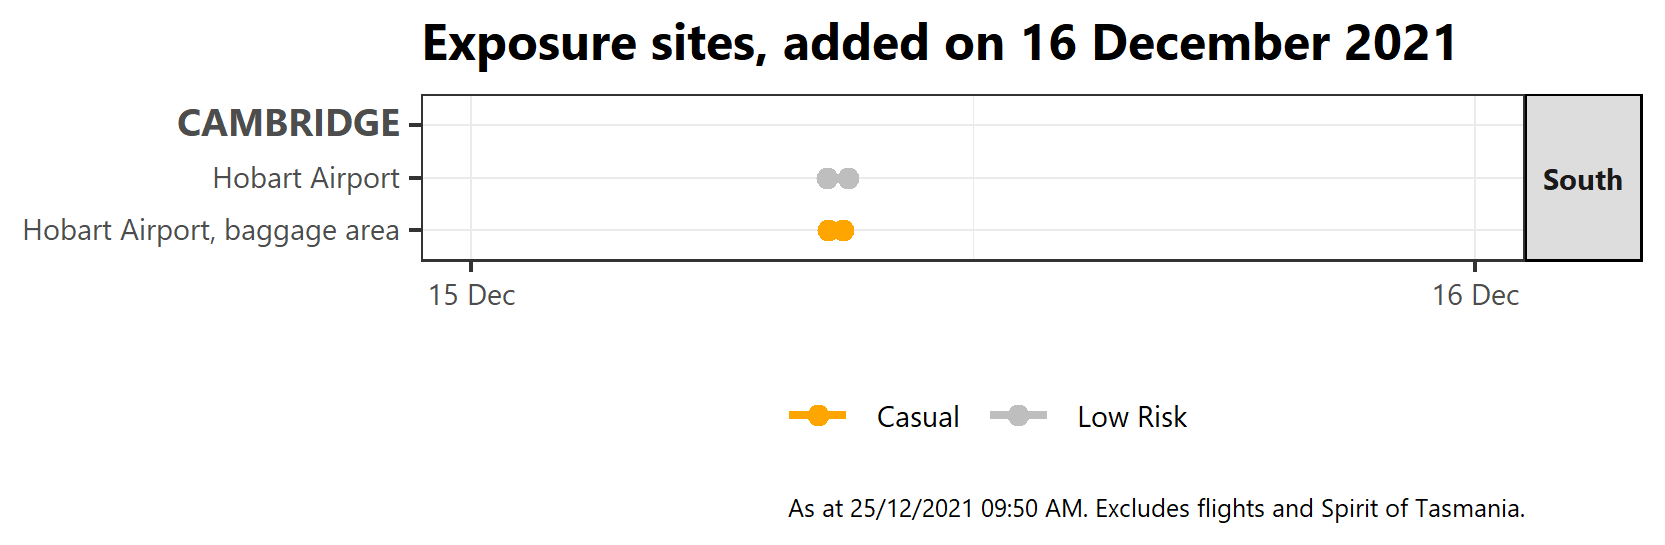 Exposure sites, added on 16 December 2021
CAMBRIDGE
Hobart Airport
South
Hobart Airport, baggage area
15 Dec
16 Dec
Casual
Low Risk
As at 25/12/2021 09:50 AM. Excludes flights and Spirit of Tasmania.